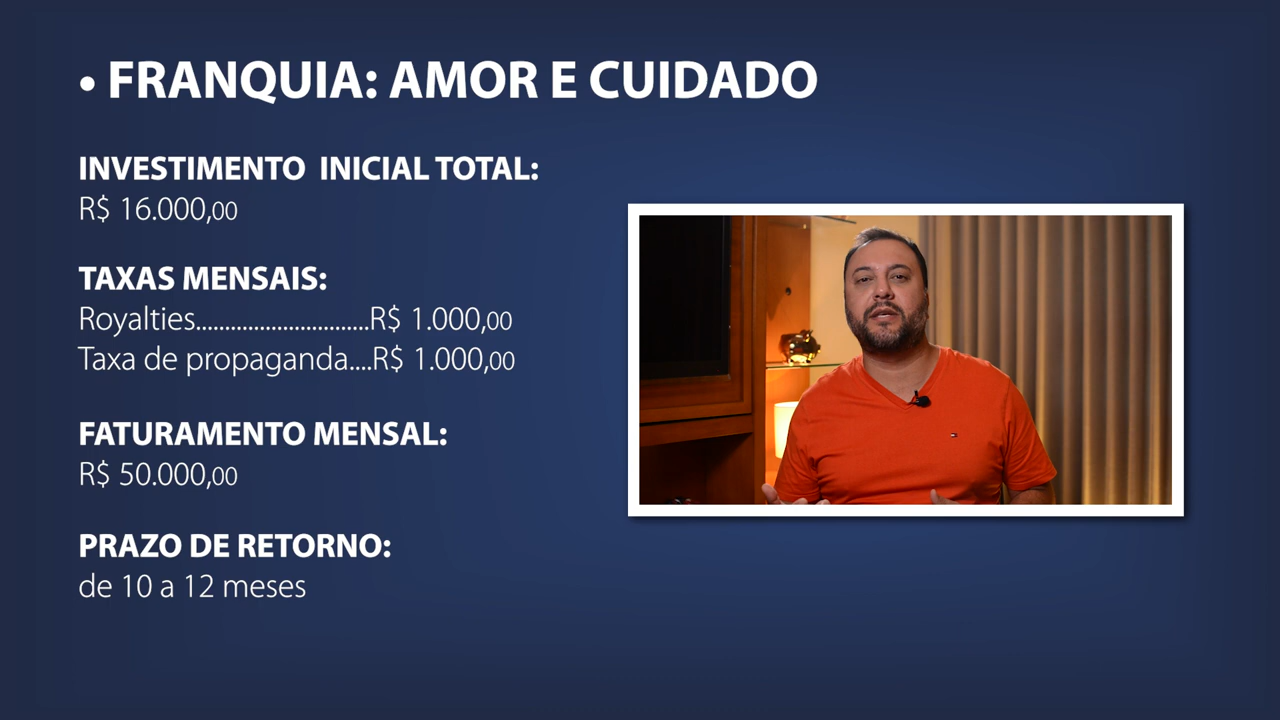 • FRANQUIA: AMOR E CUIDADO
INVESTIMENTO INICIAL TOTAL:
R$ 16.000,00
TAXAS MENSAIS:
Royalties..............................R$ 1.000,00
Taxa de propaganda....R$ 1.000,00
FATURAMENTO MENSAL:
R$ 50.000,00
PRAZO DE RETORNO:
de 10 a 12 meses